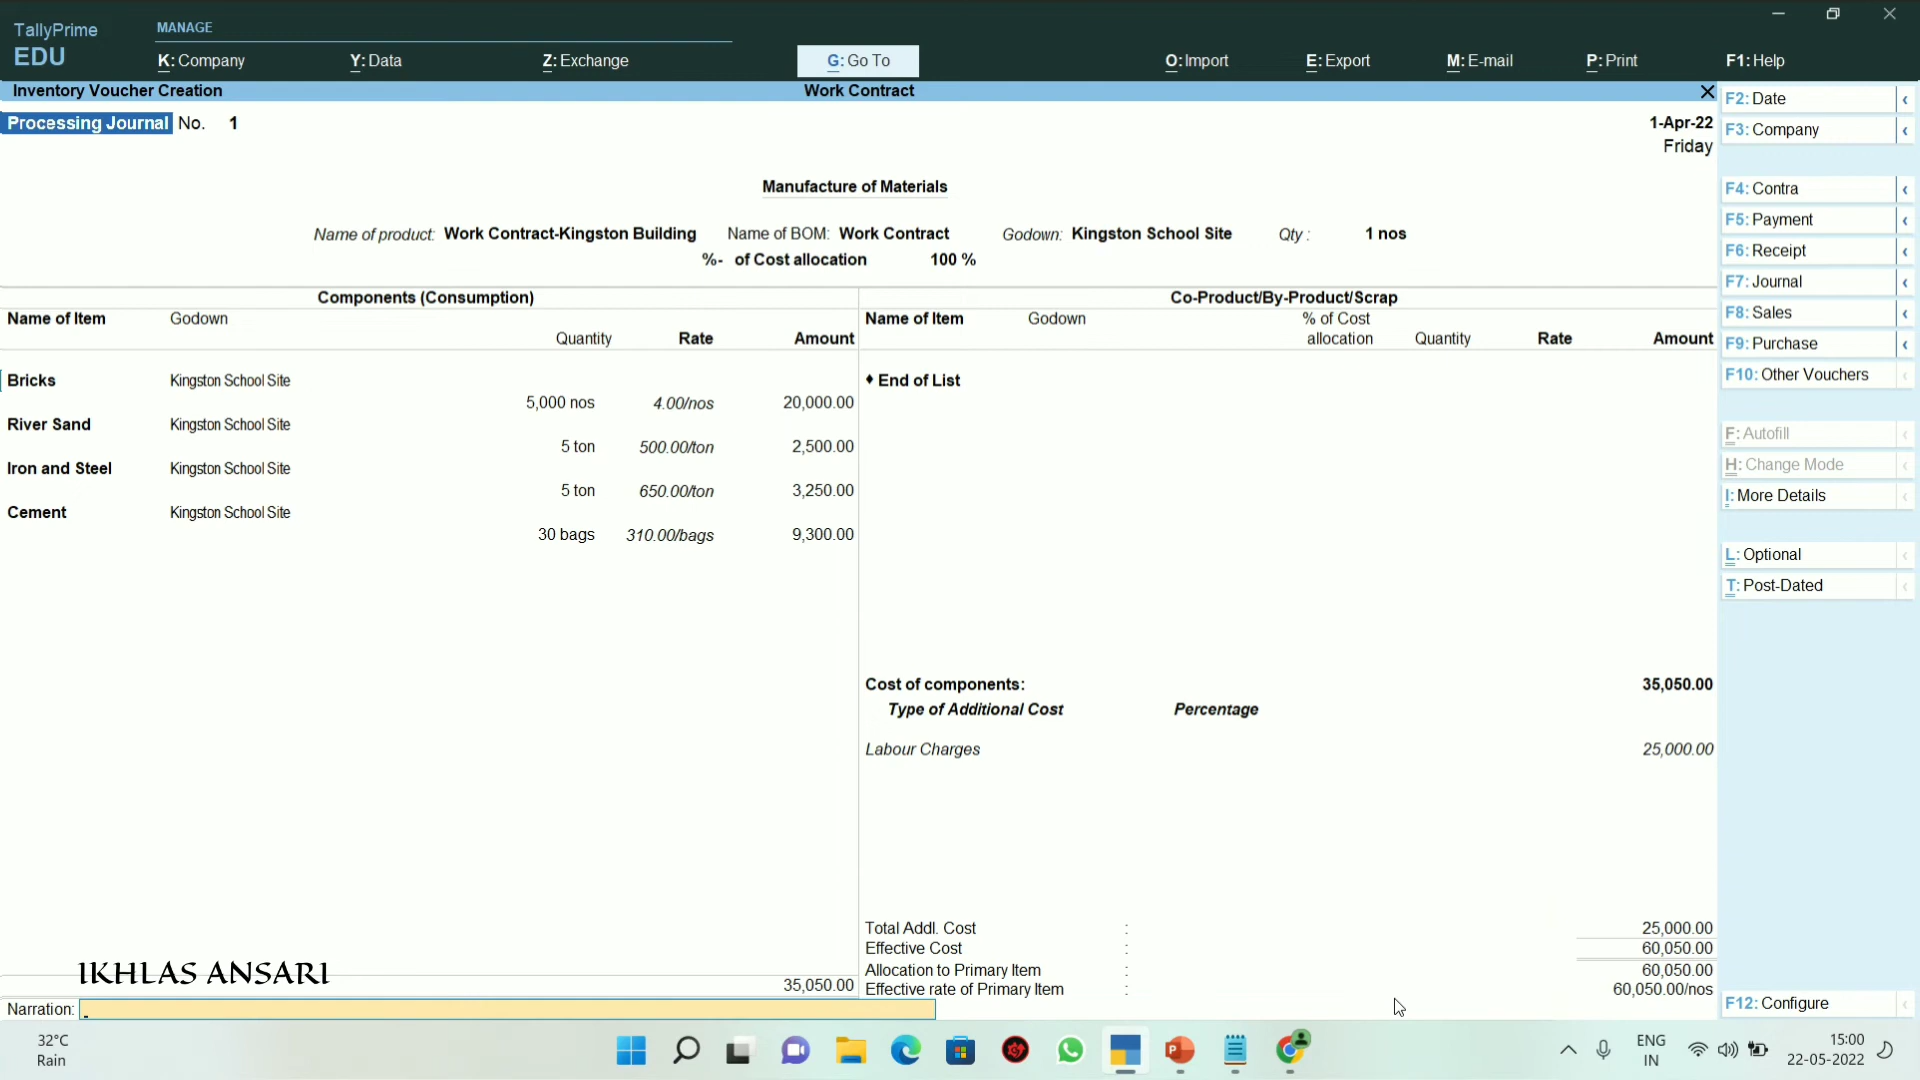 TallyPrime
EDU
MANAGE
K: Company
Y: Data
Z: Exchange
G: Go To
O: Import
E: Export
M: E-mail
P: Print
F1: Help
Inventory Voucher Creation
Work Contract
Processing Journal No. 1
1-Apr-22
Friday
Manufacture of Materials
Name of product: Work Contract-Kingston Building Name of BOM: Work Contract Godown: Kingston School Site Qty : 1 nos
%- of Cost allocation 100 %
Components (Consumption)
Name of Item Godown
Quantity Rate Amount
Bricks Kingston School Site
5,000 nos 4.00/nos 20,000.00
River Sand Kingston School Site
5 ton 500.00/ton 2,500.00
Iron and Steel Kingston School Site
5 ton 650.00/ton 3,250.00
Cement Kingston School Site
30 bags 310.00/bags 9,300.00
35,050.00
Co-Product/By-Product/Scrap
Name of Item Godown % of Cost
allocation Quantity Rate Amount
♦ End of List
Cost of components: 35,050.00
Type of Additional Cost Percentage
Labour Charges 25,000.00
Total Addl. Cost : 25,000.00
Effective Cost : 60,050.00
Allocation to Primary Item : 60,050.00
Effective rate of Primary Item : 60,050.00/nos
IKHLAS ANSARI
Narration:
F2: Date
F3: Company
F4: Contra
F5: Payment
F6: Receipt
F7: Journal
F8: Sales
F9: Purchase
F10: Other Vouchers
F: Autofill
H: Change Mode
I: More Details
L: Optional
T: Post-Dated
F12: Configure
32°C
Rain
ENG
IN
15:00
22-05-2022